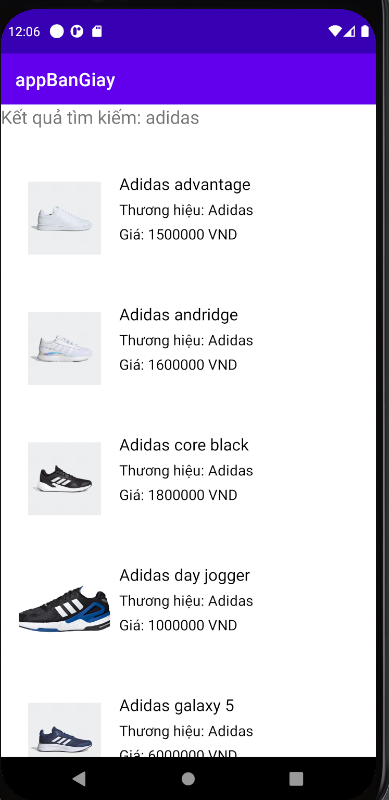 12:06
appBanGiay
Kết quả tìm kiếm: adidas
Adidas advantage
Thương hiệu: Adidas
Giá: 1500000 VND
Adidas andridge
Thương hiệu: Adidas
Giá: 1600000 VND
Adidas core black
Thương hiệu: Adidas
Giá: 1800000 VND
Adidas day jogger
Thương hiệu: Adidas
Giá: 1000000 VND
Adidas galaxy 5
Thương hiệu: Adidas
Giá: 6000000 VND